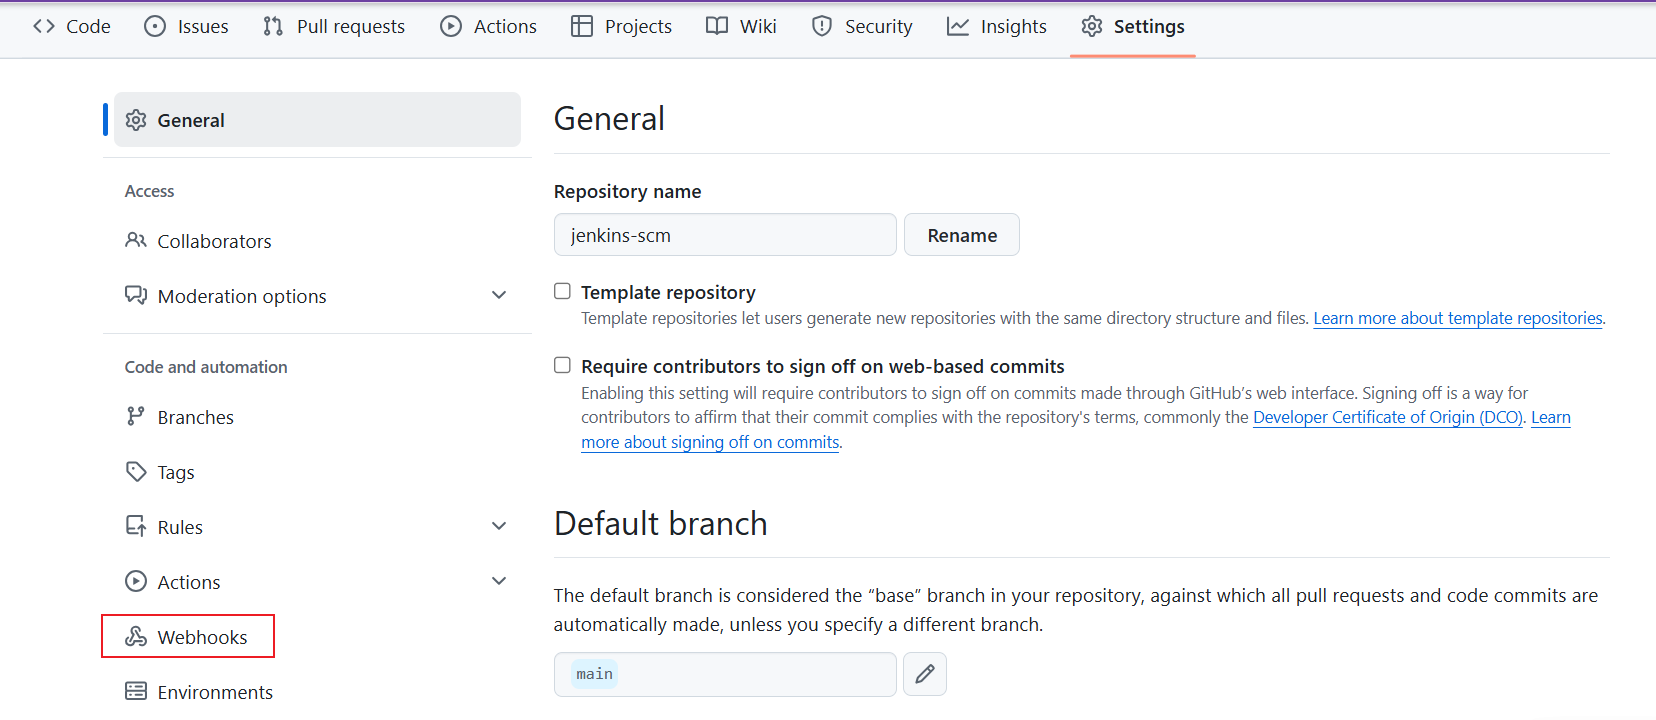 Code Issues Pull requests Actions Projects Wiki Security Insights Settings
General
Access
Collaborators
Moderation options
Code and automation
Branches
Tags
Rules
Actions
Webhooks
Environments
General
Repository name
jenkins-scm Rename
Template repository
Template repositories let users generate new repositories with the same directory structure and files. Learn more about template repositories.
Require contributors to sign off on web-based commits
Enabling this setting will require contributors to sign off on commits made through GitHub’s web interface. Signing off is a way for
contributors to affirm that their commit complies with the repository's terms, commonly the Developer Certificate of Origin (DCO). Learn
more about signing off on commits.
Default branch
The default branch is considered the “base” branch in your repository, against which all pull requests and code commits are
automatically made, unless you specify a different branch.
main